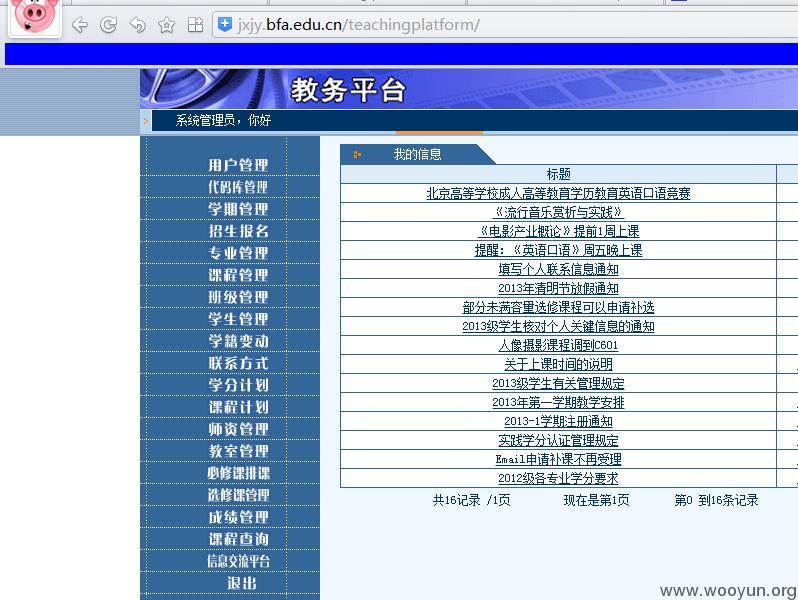 jxjy.bfa.edu.cn/teachingplatform/
教务平台
系统管理员，你好
用户管理
代码库管理
学期管理
招生报名
专业管理
课程管理
班级管理
学生管理
学籍变动
联系方式
学分计划
课程计划
师资管理
教室管理
必修课排课
选修课管理
成绩管理
课程查询
信息交流平台
退出
我的信息
标题
北京高等学校成人高等教育学历教育英语口语竞赛
《流行音乐赏析与实践》
《电影产业概论》提前1周上课
提醒：《英语口语》周五晚上课
填写个人联系信息通知
2013年清明节放假通知
部分未满容量选修课程可以申请补选
2013级学生核对个人关键信息的通知
人像摄影课程调到C601
关于上课时间的说明
2013级学生有关管理规定
2013年第一学期教学安排
2013-1学期注册通知
实践学分认证管理规定
Email申请补课不再受理
2012级各专业学分要求
共16记录 /1页 现在是第1页 第0 到16条记录
www.wooyun.org